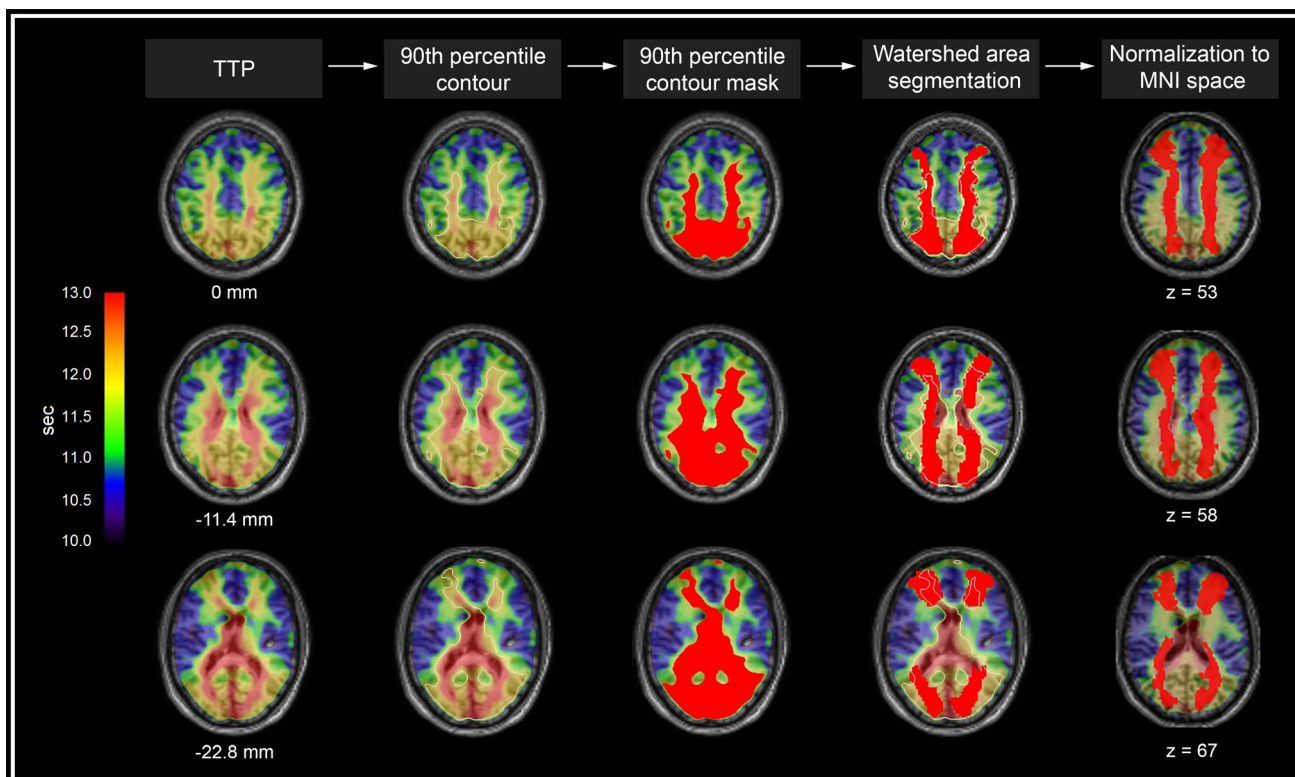 TTP
90th percentile
contour
90th percentile
contour mask
Watershed area
segmentation
Normalization to
MNI space
0 mm
z = 53
sec
13.0
12.5
12.0
11.5
11.0
10.5
10.0
-11.4 mm
z = 58
-22.8 mm
z = 67